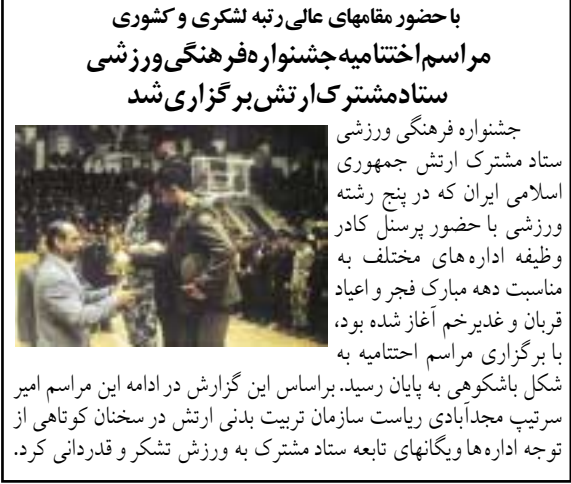 با حضور مقامهای عالی رتبه لشکری و کشوری
مراسم اختتامیه جشنواره فرهنگی ورزشی
ستاد مشترک ارتش برگزاری شد
جشنواره فرهنگی ورزشی
ستاد مشترک ارتش جمهوری
اسلامی ایران که در پنج رشته
ورزشی با حضور پرسنل کادر
وظیفه اداره های مختلف به
مناسبت دهه مبارک فجر و اعیاد
قربان و غدیرخم آغاز شده بود،
با برگزاری مراسم احتتامیه به
شکل باشکوهی به پایان رسید. براساس این گزارش در ادامه این مراسم امیر
سرتیپ مجدآبادی ریاست سازمان تربیت بدنی ارتش در سخنان کوتاهی از
توجه اداره ها ویگانهای تابعه ستاد مشترک به ورزش تشکر و قدردانی کرد.